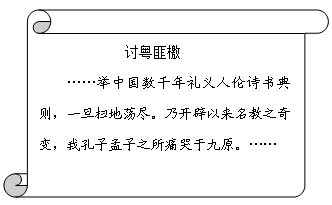 讨粤匪檄
……举中国数千年礼义人伦诗书典
则，一旦扫地荡尽。乃开辟以来名教之奇
变，我孔子孟子之所痛哭于九原。……